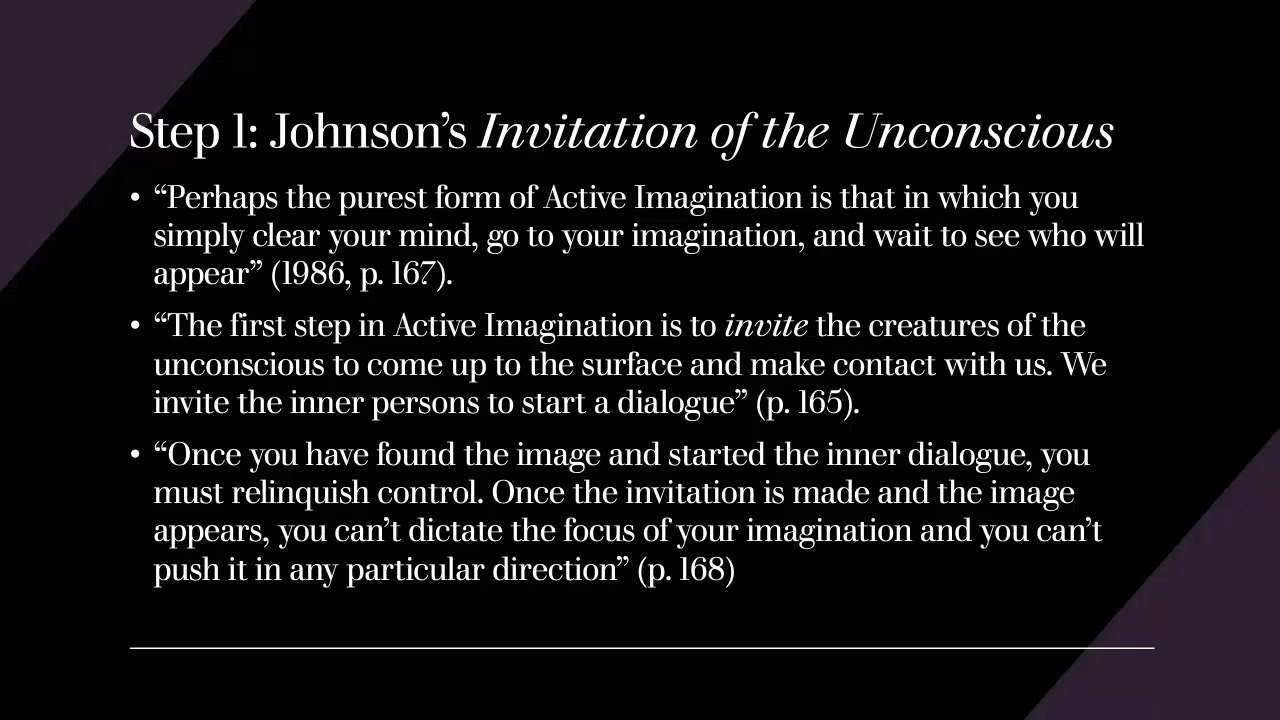 Step 1: Johnson’s Invitation of the Unconscious
• “Perhaps the purest form of Active Imagination is that in which you
simply clear your mind, go to your imagination, and wait to see who will
appear” (1986, p. 167).
• “The first step in Active Imagination is to invite the creatures of the
unconscious to come up to the surface and make contact with us. We
invite the inner persons to start a dialogue” (p. 165).
• “Once you have found the image and started the inner dialogue, you
must relinquish control. Once the invitation is made and the image
appears, you can’t dictate the focus of your imagination and you can’t
push it in any particular direction” (p. 168)